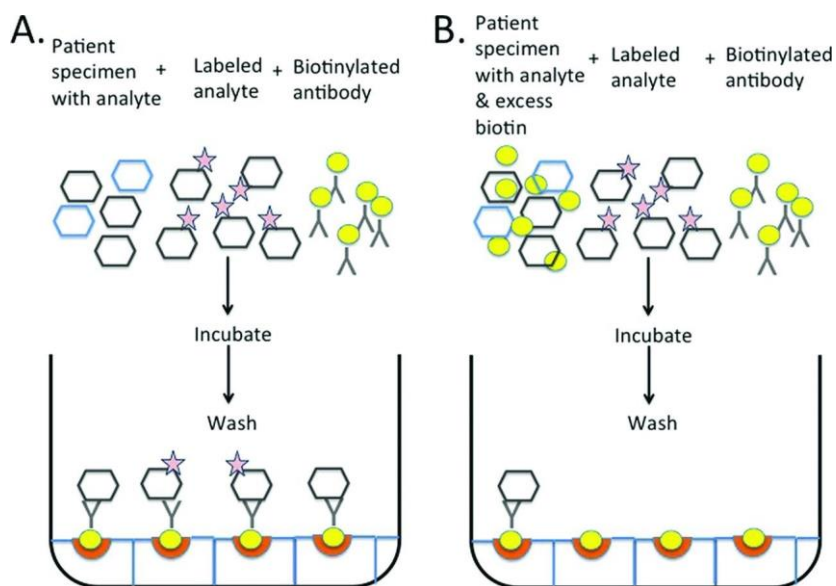 A.
Patient
specimen
with analyte
+
Labeled
analyte
+
Biotinylated
antibody
Incubate
Wash
B.
Patient
specimen
with analyte
& excess
biotin
+
Labeled
analyte
+
Biotinylated
antibody
Incubate
Wash